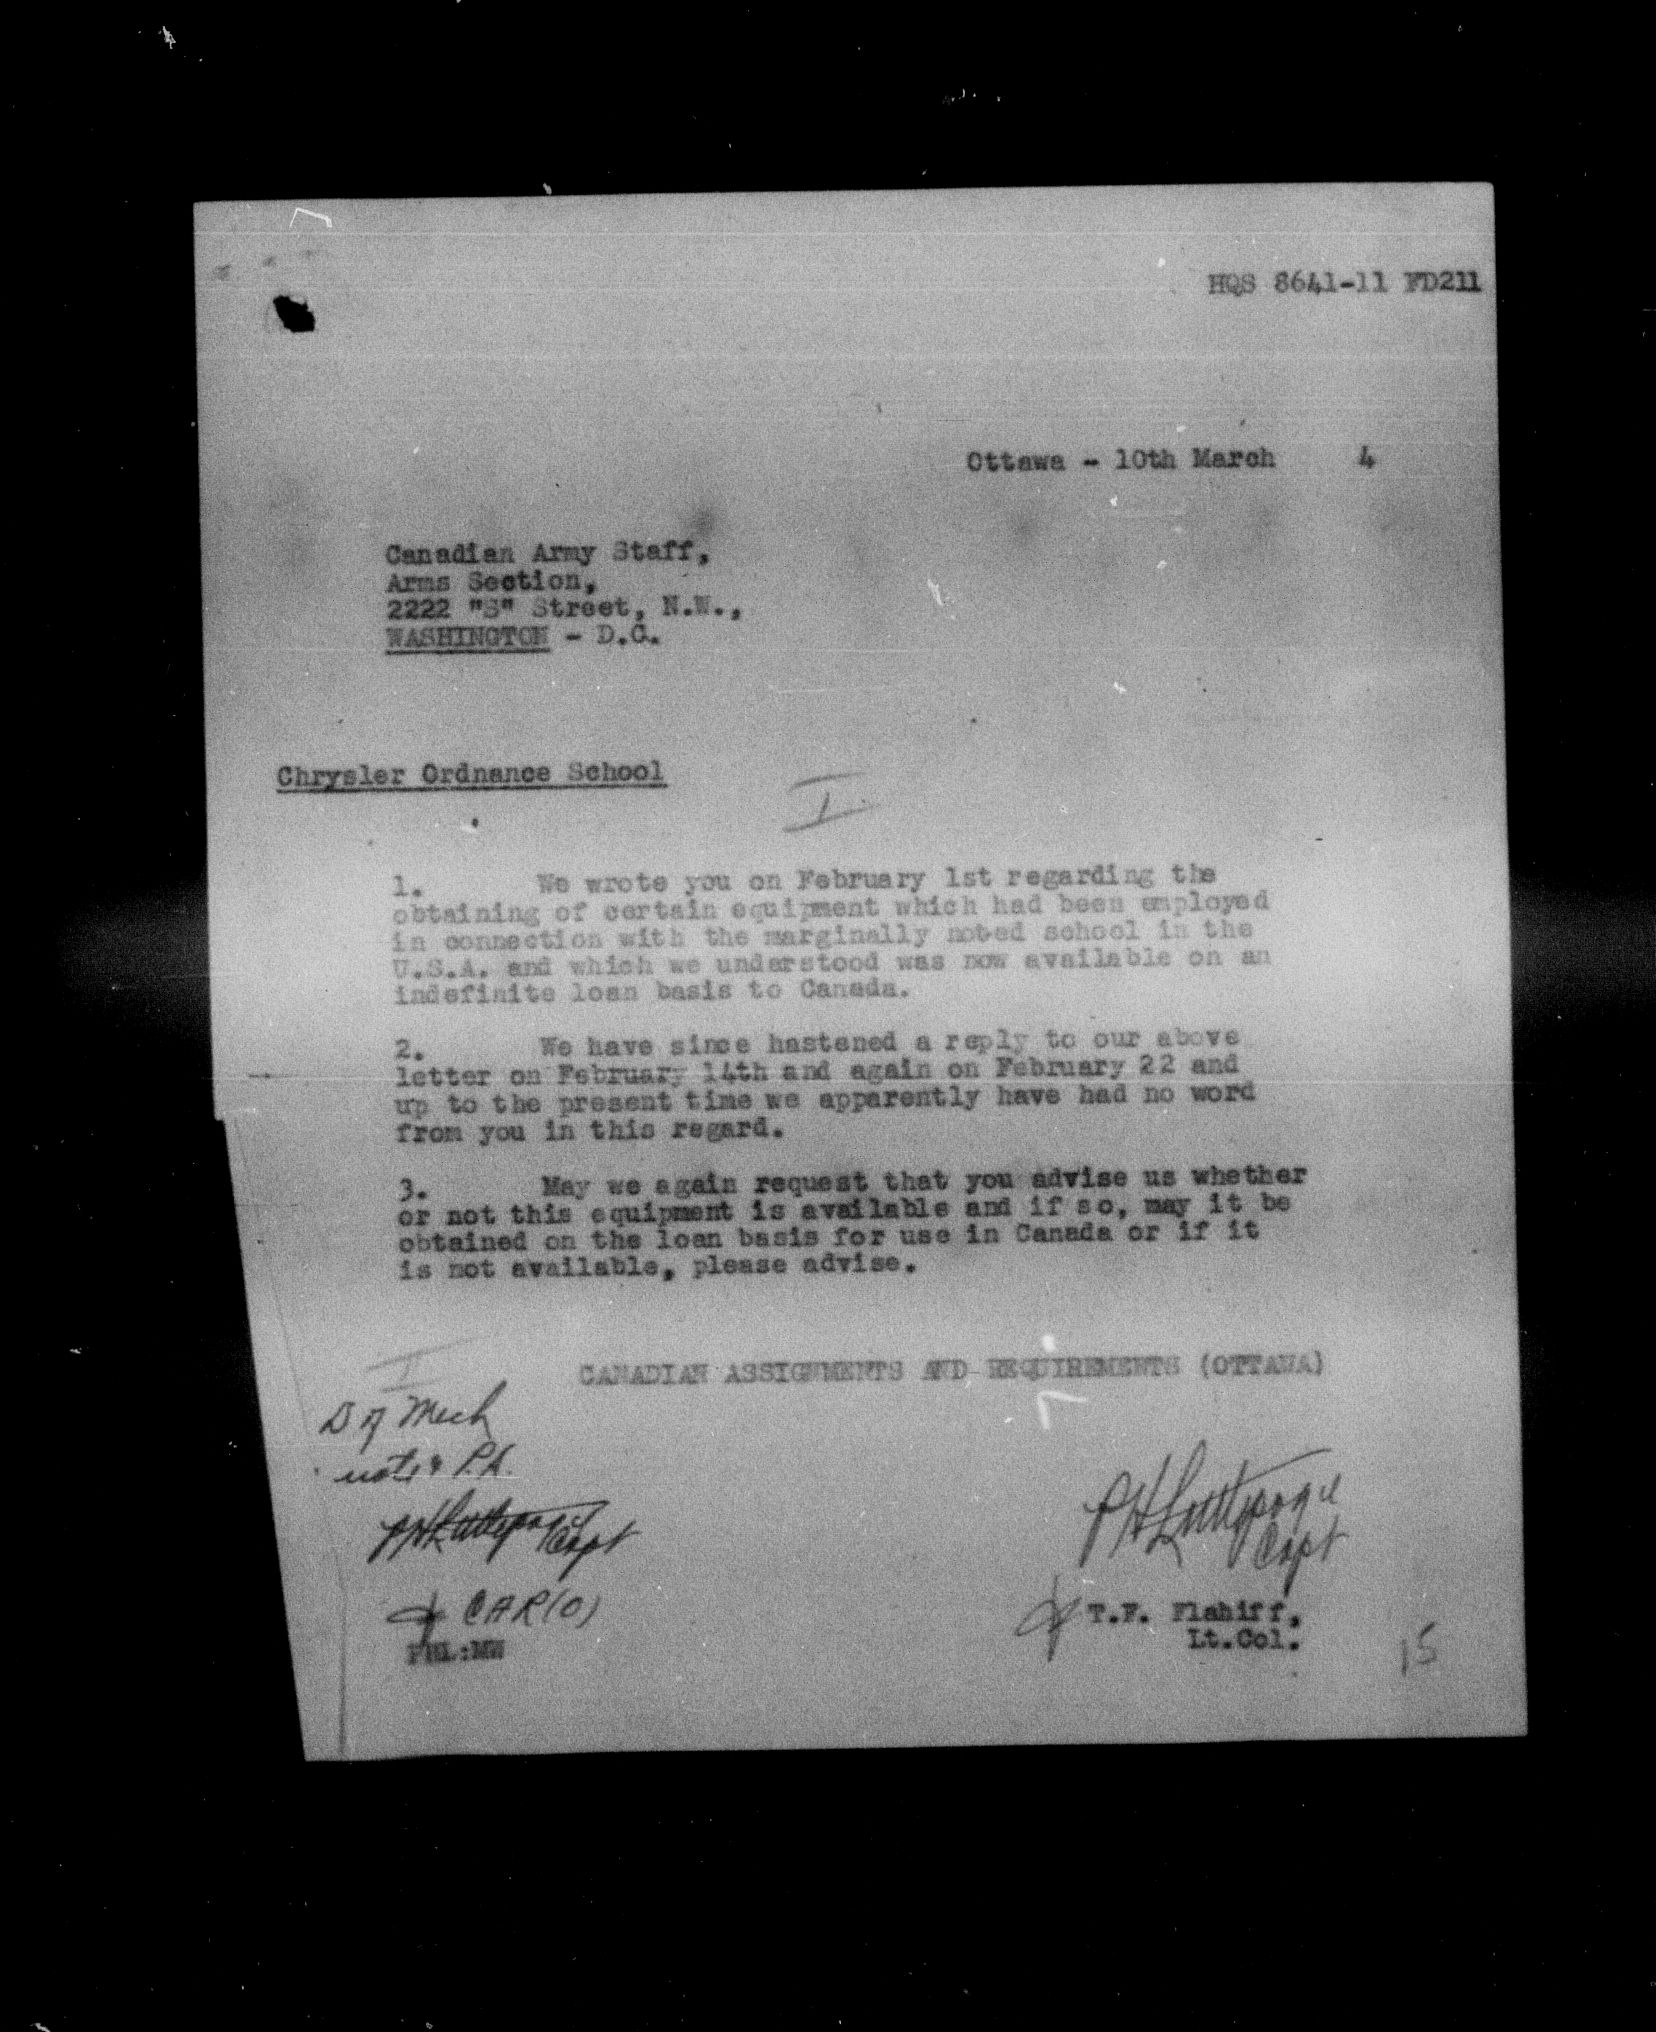 HQS 8641-11 FD211
Ottawa - 10th March 4
Canadian Army Staff,
Arms Section,
2222 "S" Street, N.W.,
WASHINGTON - D.C.
Chrysler Ordnance School
I
1. We wrote you on February 1st regarding the
obtaining of certain equipment which had been employed
in connection with the marginally noted school in the
U.S.A. and which we understood was now available on an
indefinite loan basis to Canada.
2. We have since hastened a reply to our above
letter on February 14th and again on February 22 and
up to the present time we apparently have had no word
from you in this regard.
3. May we again request that you advise us whether
or not this equipment is available and if so, may it be
obtained on the loan basis for use in Canada or if it
is not available, please advise.
CANADIAN ASSIGNMENTS AND REQUIREMENTS (OTTAWA)
I
D of Mech
note & P.A.
PHLittlepage
Capt
CAR(O)
PHL:MW
PHLittlepage
Capt
T.F. Flahiff,
Lt.Col.
15